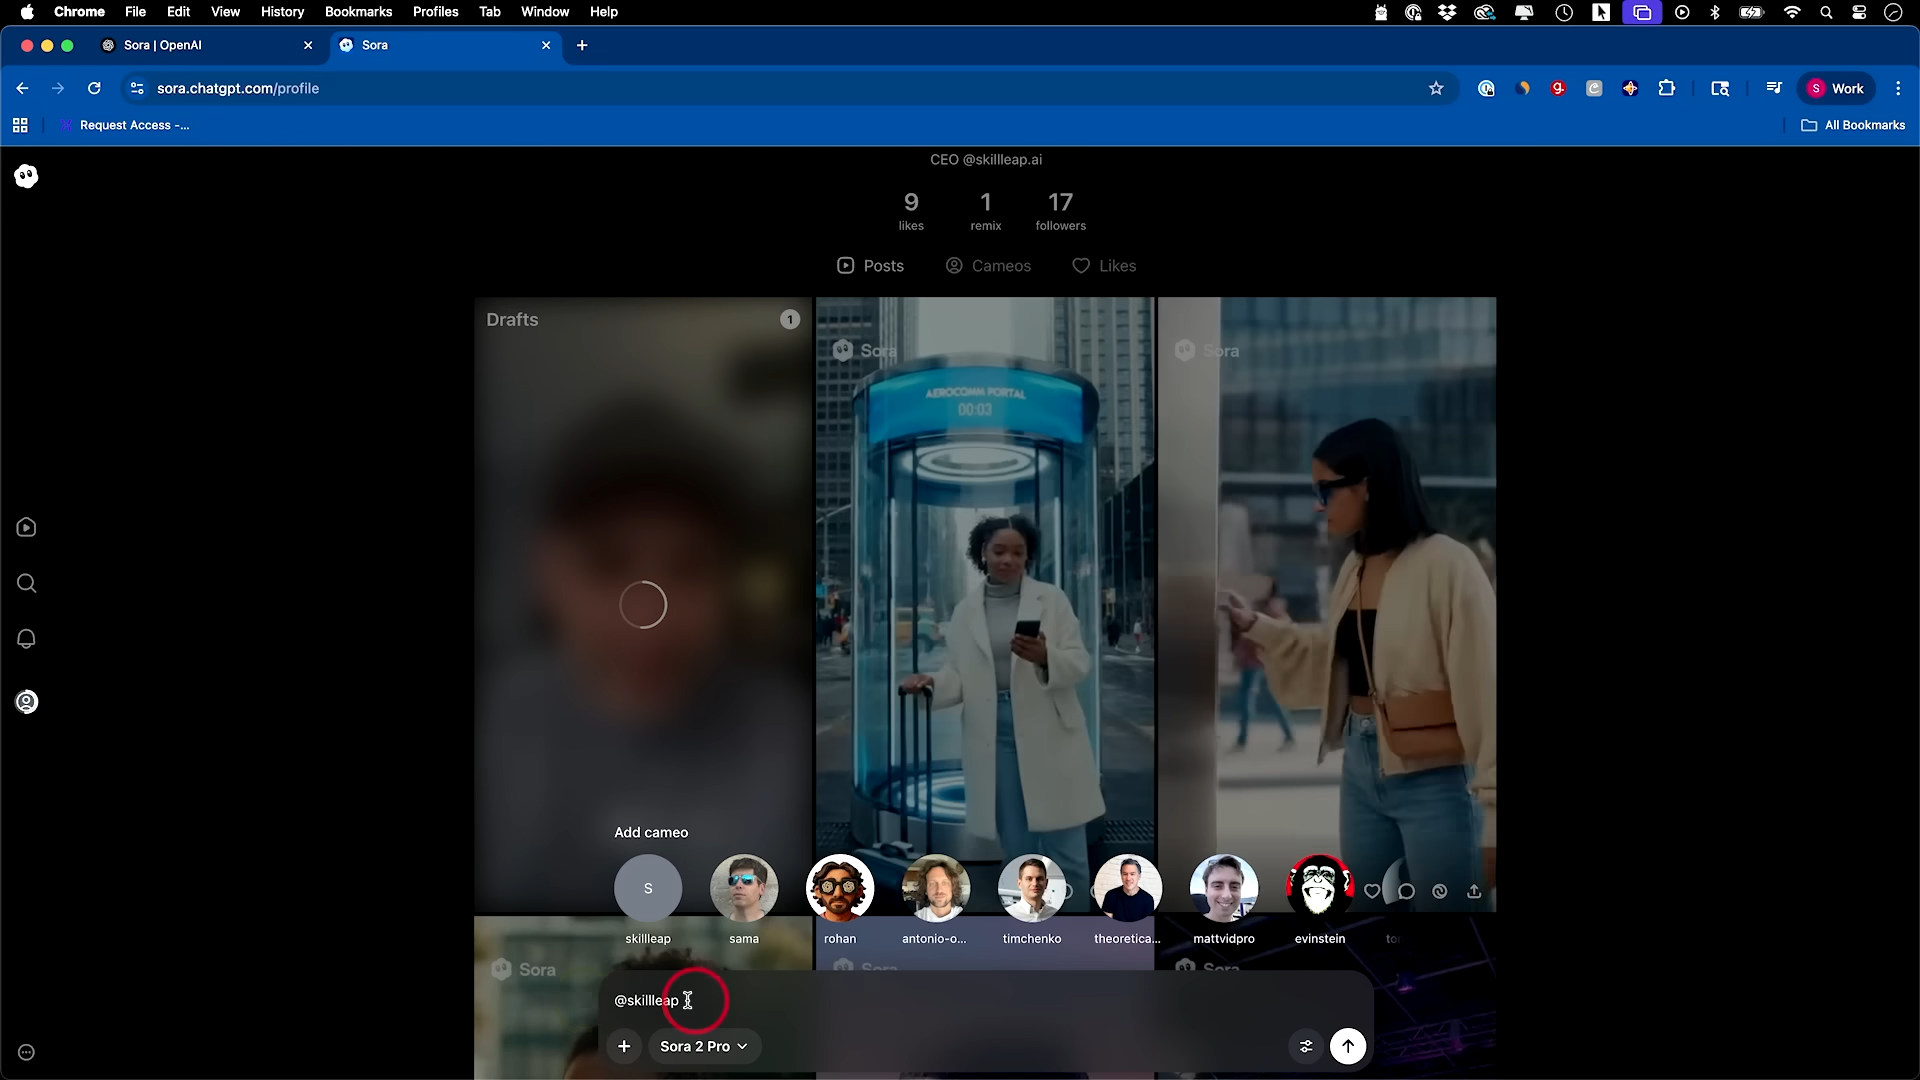 Chrome File Edit View History Bookmarks Profiles Tab Window Help
Sora | OpenAI
Sora
sora.chatgpt.com/profile
S Work
Request Access -...
All Bookmarks
CEO @skillleap.ai
9 1 17
likes remix followers
Posts Cameos Likes
Drafts 1
Sora
Sora
AEROCOMM PORTAL
00:03
Add cameo
S
skillleap sama rohan antonio-o... timchenko theoretica... mattvidpro evinstein
Sora
Sora
Sora
@skillleap
Sora 2 Pro